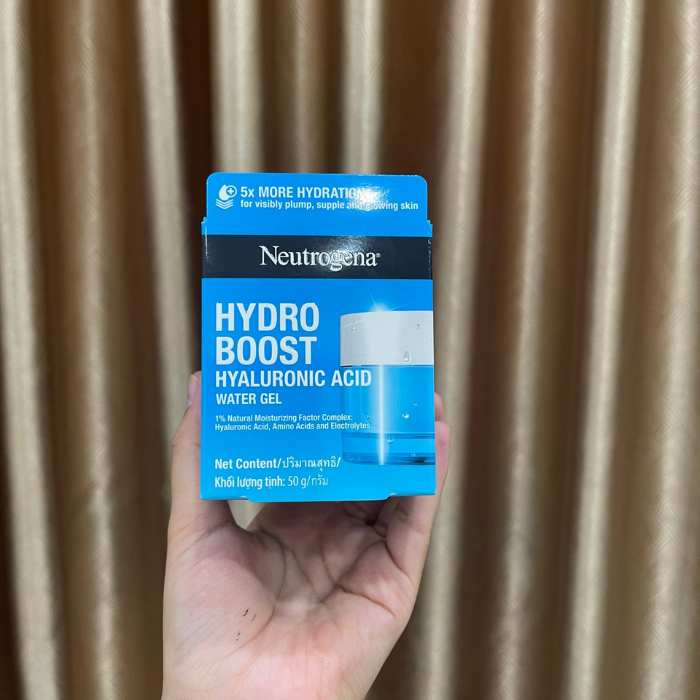 5x MORE HYDRATION
for visibly plump, supple and glowing skin
Neutrogena®
HYDRO
BOOST
HYALURONIC ACID
WATER GEL
1% Natural Moisturizing Factor Complex:
Hyaluronic Acid, Amino Acids and Electrolytes
Net Content/ปริมาณสุทธิ/
Khối lượng tịnh: 50 g/กรัม